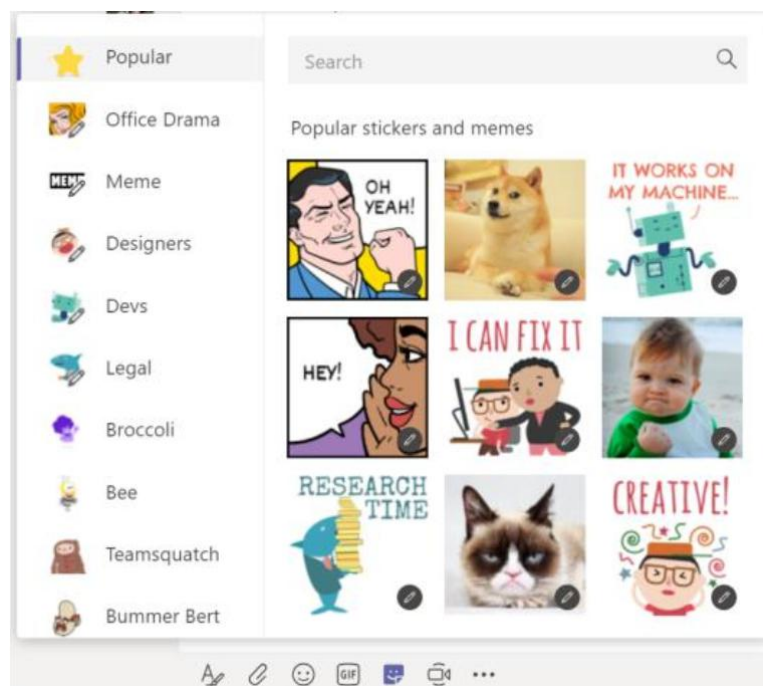 Popular
Office Drama
MEME
Meme
Designers
Devs
Legal
Broccoli
Bee
Teamsquatch
Bummer Bert
Search
Popular stickers and memes
OH
YEAH!
IT WORKS ON
MY MACHINE...
HEY!
I CAN FIX IT
RESEARCH
TIME
CREATIVE!
GIF